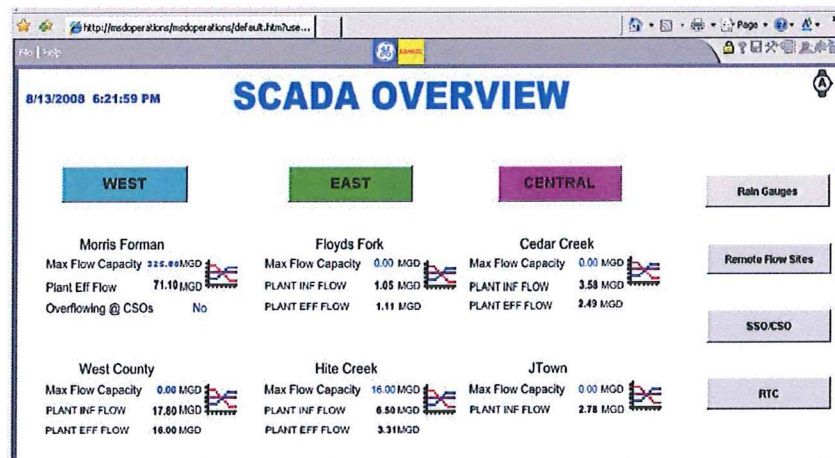 http://msdoperations/msdoperations/default.htm?use...
Page
File | Help
8/13/2008 6:21:59 PM
SCADA OVERVIEW
WEST
EAST
CENTRAL
Rain Gauges
Remote Flow Sites
SSO/CSO
RTC
Morris Forman
Max Flow Capacity 325.00 MGD
Plant Eff Flow 71.10 MGD
Overflowing @ CSOs No
Floyds Fork
Max Flow Capacity 0.00 MGD
PLANT INF FLOW 1.05 MGD
PLANT EFF FLOW 1.11 MGD
Cedar Creek
Max Flow Capacity 0.00 MGD
PLANT INF FLOW 3.58 MGD
PLANT EFF FLOW 2.49 MGD
West County
Max Flow Capacity 0.00 MGD
PLANT INF FLOW 17.80 MGD
PLANT EFF FLOW 16.00 MGD
Hite Creek
Max Flow Capacity 16.00 MGD
PLANT INF FLOW 6.50 MGD
PLANT EFF FLOW 3.31 MGD
JTown
Max Flow Capacity 0.00 MGD
PLANT INF FLOW 2.78 MGD